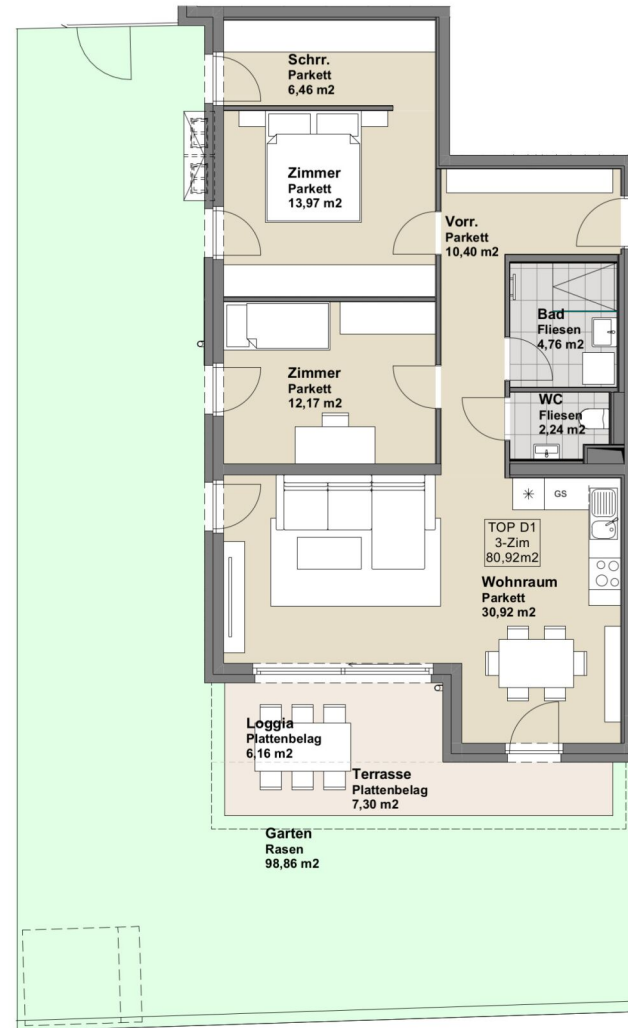 Schrr.
Parkett
6,46 m2
Zimmer
Parkett
13,97 m2
Vorr.
Parkett
10,40 m2
Bad
Fliesen
4,76 m2
Zimmer
Parkett
12,17 m2
WC
Fliesen
2,24 m2
GS
TOP D1
3-Zim
80,92m2
Wohnraum
Parkett
30,92 m2
Loggia
Plattenbelag
6,16 m2
Terrasse
Plattenbelag
7,30 m2
Garten
Rasen
98,86 m2